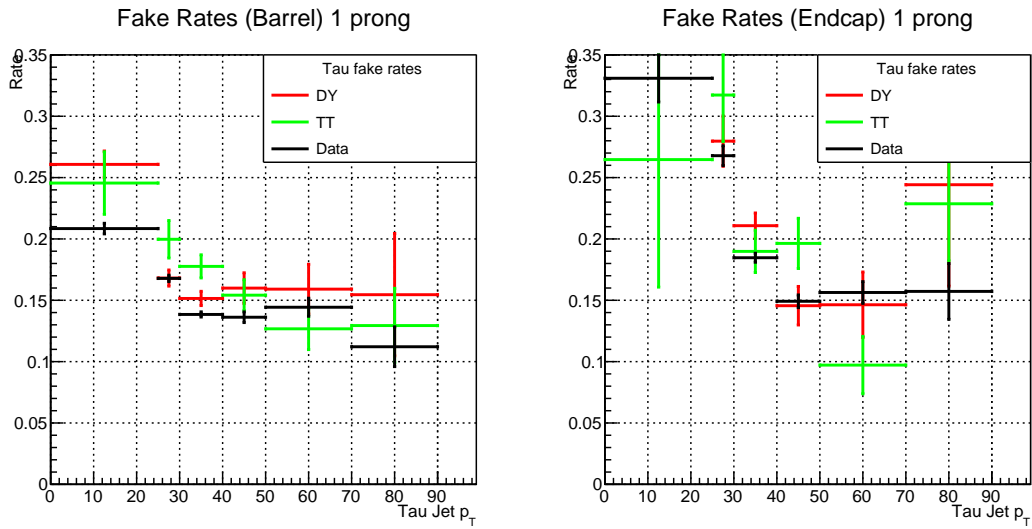 Fake Rates (Barrel) 1 prong
Rate
0.35
0.3
0.25
0.2
0.15
0.1
0.05
0
Tau fake rates
DY
TT
Data
0 10 20 30 40 50 60 70 80 90
Tau Jet p_T
Fake Rates (Endcap) 1 prong
Rate
0.35
0.3
0.25
0.2
0.15
0.1
0.05
0
Tau fake rates
DY
TT
Data
0 10 20 30 40 50 60 70 80 90
Tau Jet p_T